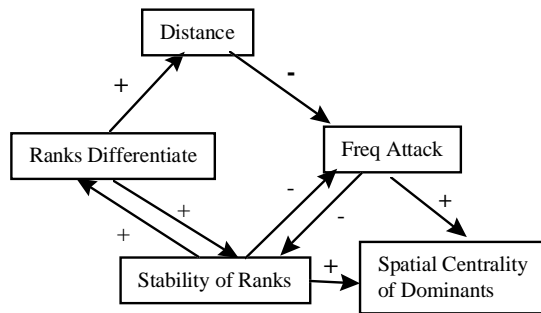 Distance
+
-
Ranks Differentiate
Freq Attack
+
+
-
-
+
Stability of Ranks
+
Spatial Centrality
of Dominants